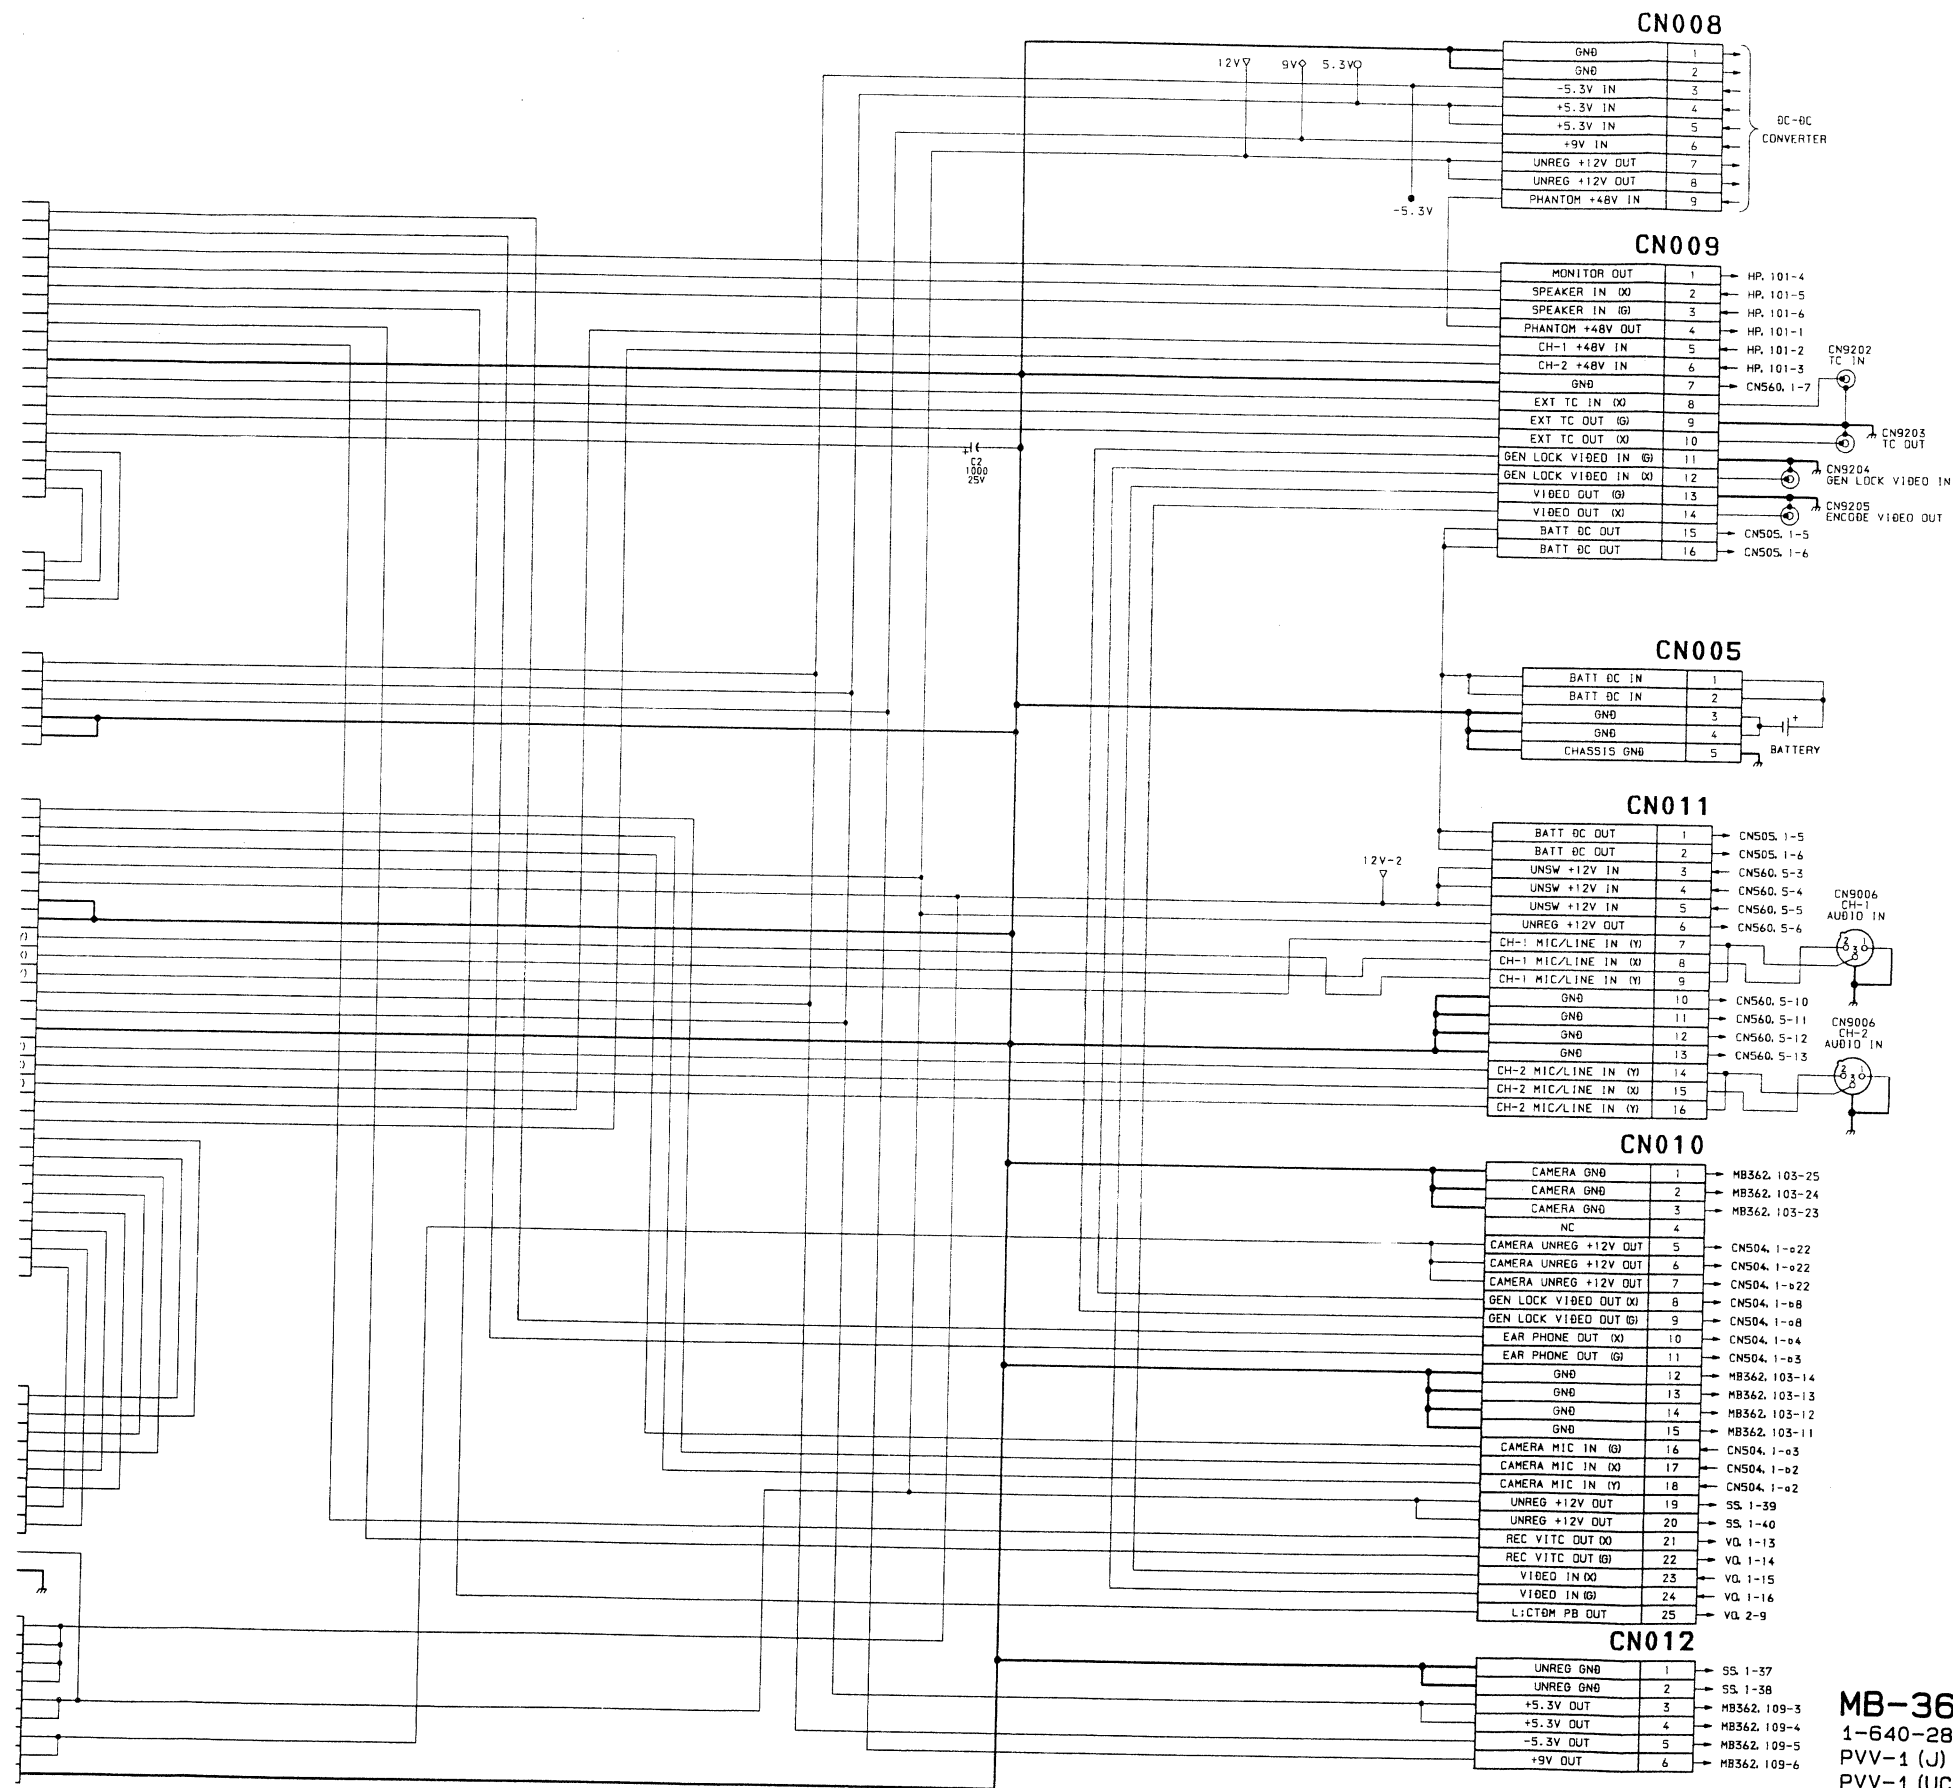 CN008
GND 1
GND 2
-5.3V IN 3
+5.3V IN 4
+5.3V IN 5
+9V IN 6
UNREG +12V OUT 7
UNREG +12V OUT 8
PHANTOM +48V IN 9
DC-DC
CONVERTER
12V 9V 5.3V
-5.3V
CN009
MONITOR OUT 1 HP. 101-4
SPEAKER IN (X) 2 HP. 101-5
SPEAKER IN (G) 3 HP. 101-6
PHANTOM +48V OUT 4 HP. 101-1
CH-1 +48V IN 5 HP. 101-2
CH-2 +48V IN 6 HP. 101-3
GND 7 CN560. 1-7
EXT TC IN (X) 8
EXT TC OUT (G) 9
EXT TC OUT (X) 10
GEN LOCK VIDEO IN (G) 11
GEN LOCK VIDEO IN (X) 12
VIDEO OUT (G) 13
VIDEO OUT (X) 14
BATT DC OUT 15 CN505. 1-5
BATT DC OUT 16 CN505. 1-6
CN9202
TC IN
CN9203
TC OUT
CN9204
GEN LOCK VIDEO IN
CN9205
ENCODE VIDEO OUT
C2
1000
25V
CN005
BATT DC IN 1
BATT DC IN 2
GND 3
GND 4
CHASSIS GND 5
+
BATTERY
CN011
BATT DC OUT 1 CN505. 1-5
BATT DC OUT 2 CN505. 1-6
UNSW +12V IN 3 CN560. 5-3
UNSW +12V IN 4 CN560. 5-4
UNSW +12V IN 5 CN560. 5-5
UNREG +12V OUT 6 CN560. 5-6
CH-1 MIC/LINE IN (Y) 7
CH-1 MIC/LINE IN (X) 8
CH-1 MIC/LINE IN (Y) 9
GND 10 CN560. 5-10
GND 11 CN560. 5-11
GND 12 CN560. 5-12
GND 13 CN560. 5-13
CH-2 MIC/LINE IN (Y) 14
CH-2 MIC/LINE IN (X) 15
CH-2 MIC/LINE IN (Y) 16
12V-2
CN9006
CH-1
AUDIO IN
2 3 1
CN9006
CH-2
AUDIO IN
2 3 1
CN010
CAMERA GND 1 MB362. 103-25
CAMERA GND 2 MB362. 103-24
CAMERA GND 3 MB362. 103-23
NC 4
CAMERA UNREG +12V OUT 5 CN504. 1-a22
CAMERA UNREG +12V OUT 6 CN504. 1-a22
CAMERA UNREG +12V OUT 7 CN504. 1-b22
GEN LOCK VIDEO OUT (X) 8 CN504. 1-b8
GEN LOCK VIDEO OUT (G) 9 CN504. 1-a8
EAR PHONE OUT (X) 10 CN504. 1-b4
EAR PHONE OUT (G) 11 CN504. 1-b3
GND 12 MB362. 103-14
GND 13 MB362. 103-13
GND 14 MB362. 103-12
GND 15 MB362. 103-11
CAMERA MIC IN (G) 16 CN504. 1-a3
CAMERA MIC IN (X) 17 CN504. 1-b2
CAMERA MIC IN (Y) 18 CN504. 1-a2
UNREG +12V OUT 19 SS. 1-39
UNREG +12V OUT 20 SS. 1-40
REC VITC OUT (X) 21 VO. 1-13
REC VITC OUT (G) 22 VO. 1-14
VIDEO IN (X) 23 VO. 1-15
VIDEO IN (G) 24 VO. 1-16
L:CTDM PB OUT 25 VO. 2-9
CN012
UNREG GND 1 SS. 1-37
UNREG GND 2 SS. 1-38
+5.3V OUT 3 MB362. 109-3
+5.3V OUT 4 MB362. 109-4
-5.3V OUT 5 MB362. 109-5
+9V OUT 6 MB362. 109-6
MB-36
1-640-28
PVV-1 (J)
PVV-1 (UC